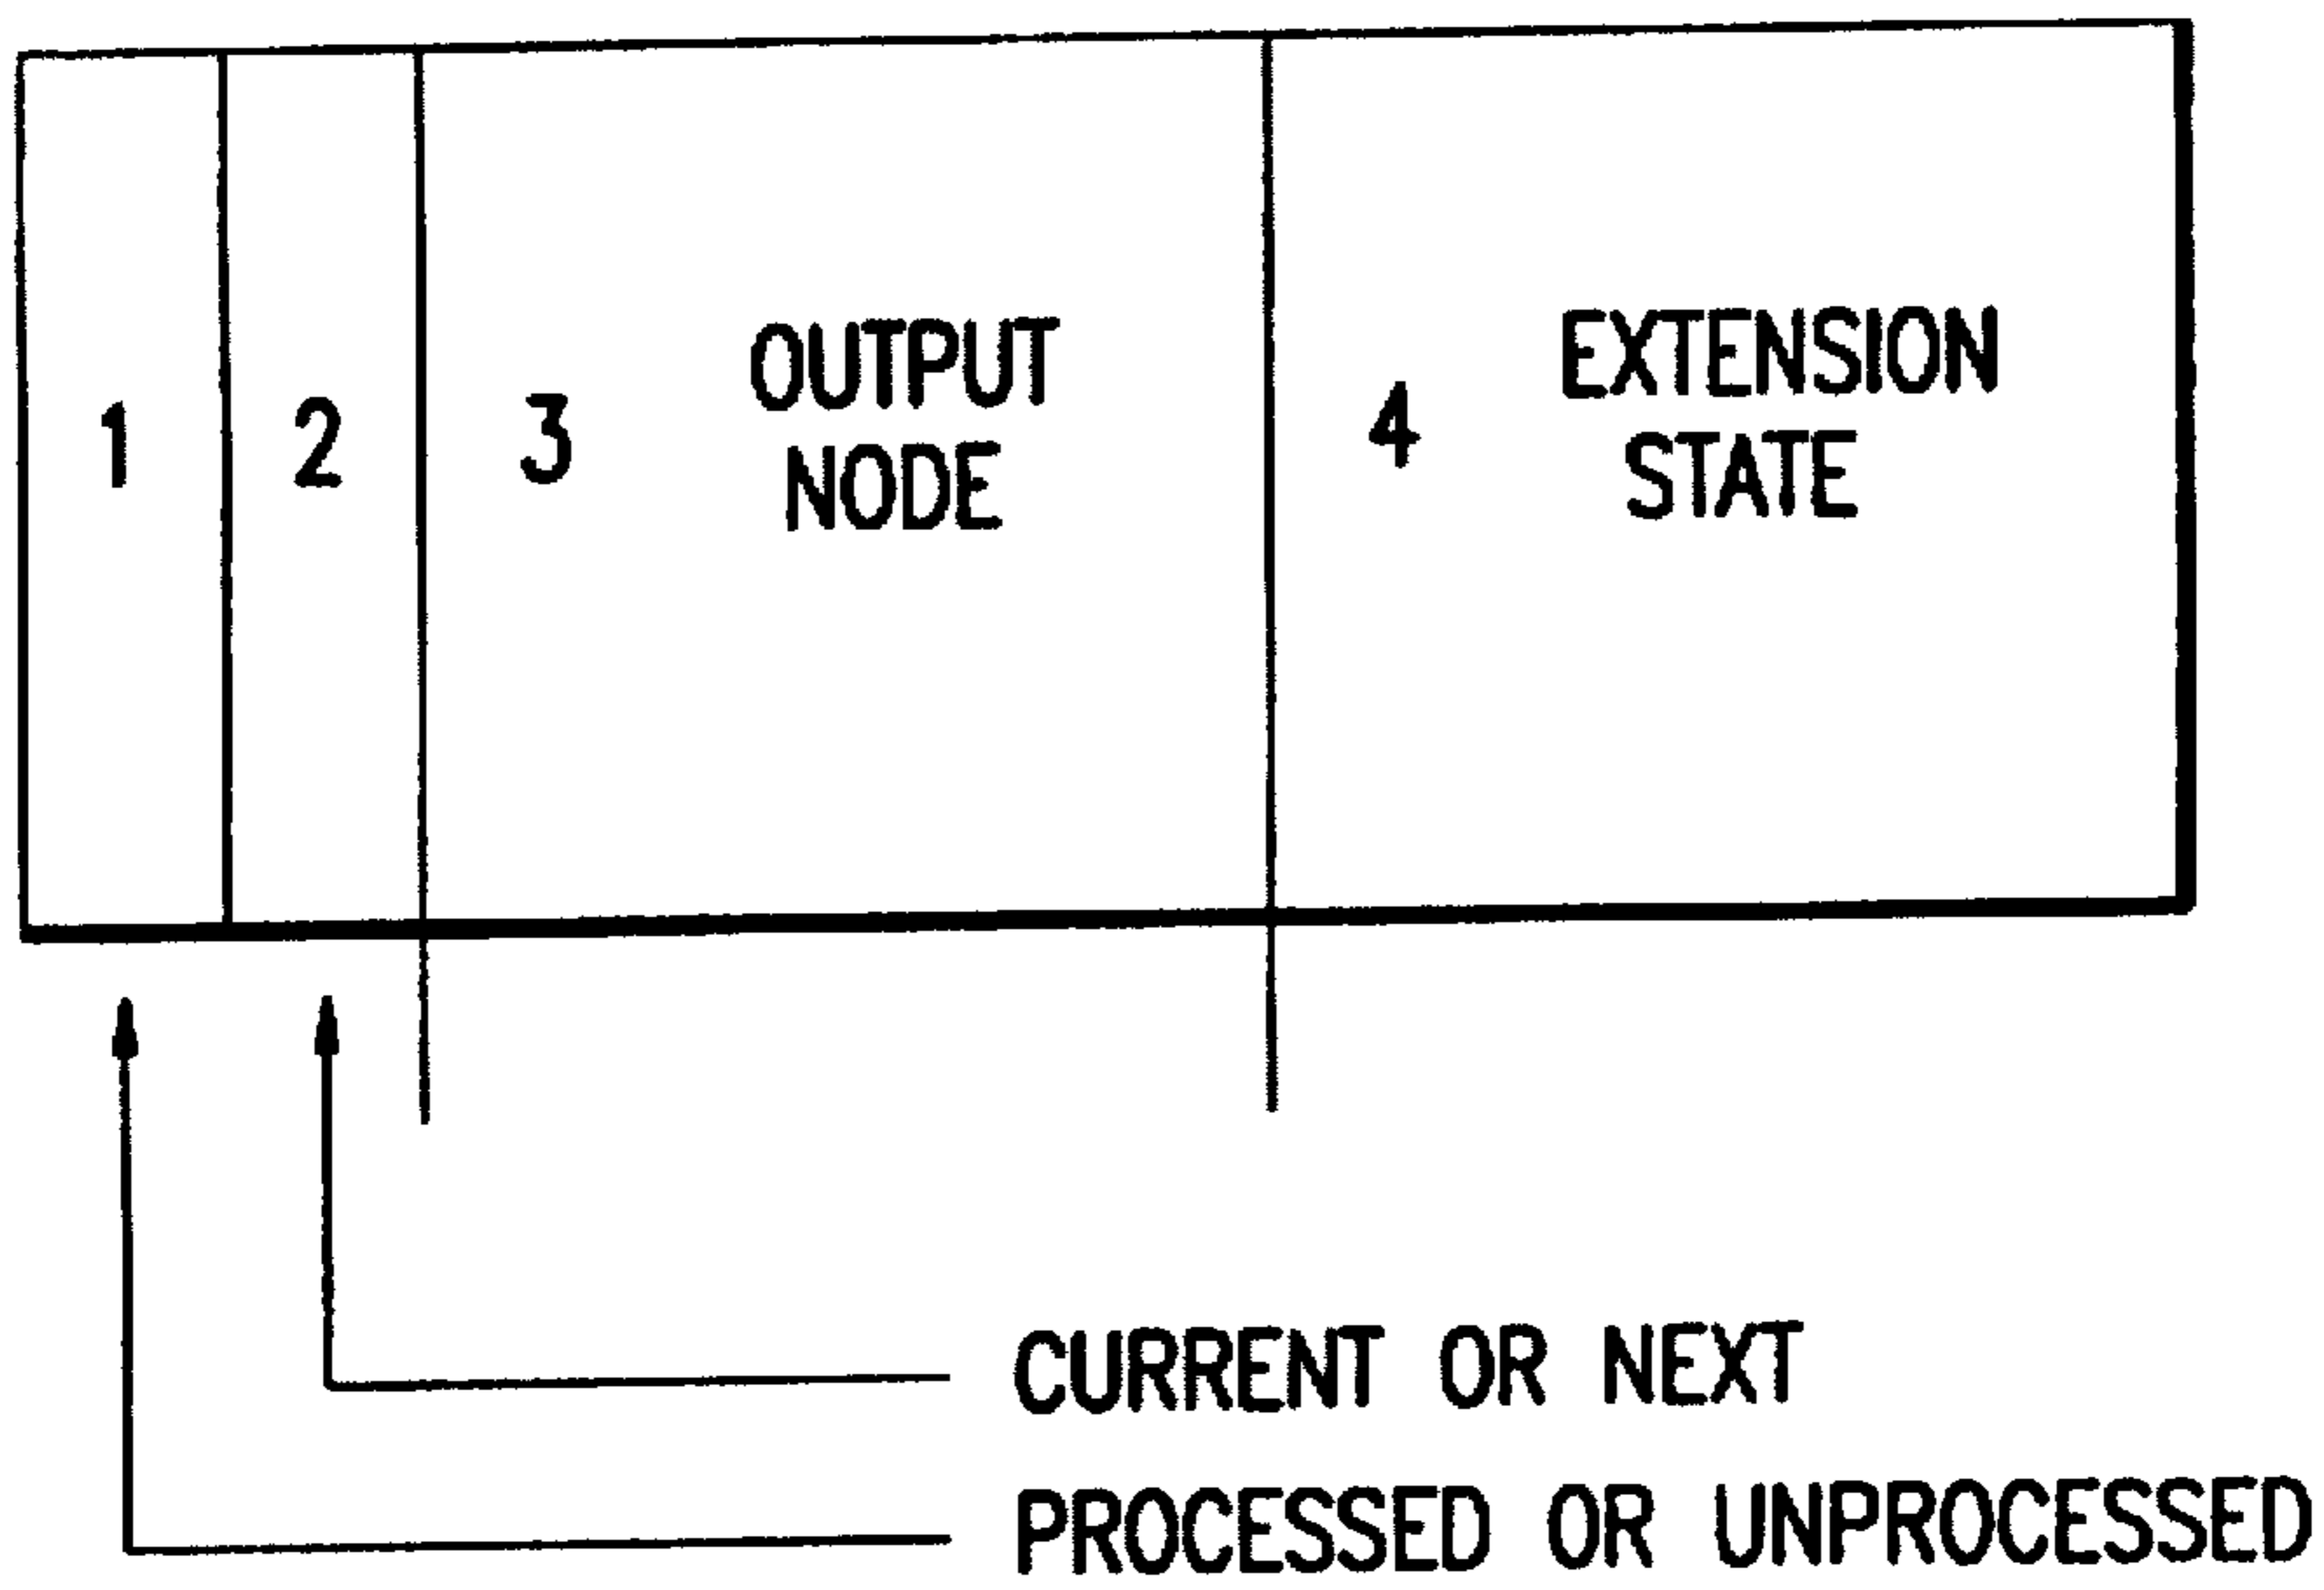 1
2
3
OUTPUT
NODE
4
EXTENSION
STATE
CURRENT OR NEXT
PROCESSED OR UNPROCESSED